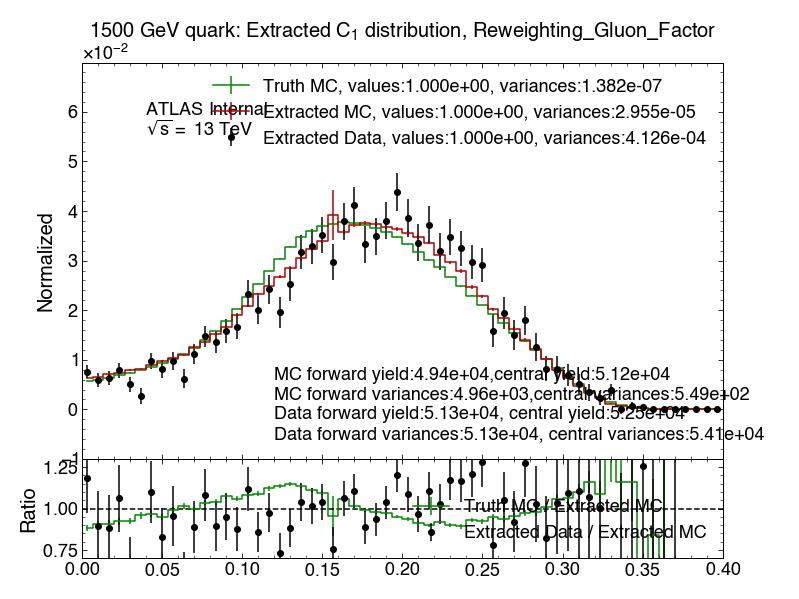 1500 GeV quark: Extracted C₁ distribution, Reweighting_Gluon_Factor
×10⁻²
Truth MC, values:1.000e+00, variances:1.382e-07
ATLAS Internal
Extracted MC, values:1.000e+00, variances:2.955e-05
√s = 13 TeV
Extracted Data, values:1.000e+00, variances:4.126e-04
Normalized
6
5
4
3
2
1
0
MC forward yield:4.94e+04,central yield:5.12e+04
MC forward variances:4.96e+03,central variances:5.49e+02
Data forward yield:5.13e+04, central yield:5.25e+04
Data forward variances:5.13e+04, central variances:5.41e+04
Ratio
1.25
1.00
0.75
Truth MC / Extracted MC
Extracted Data / Extracted MC
0.00 0.05 0.10 0.15 0.20 0.25 0.30 0.35 0.40